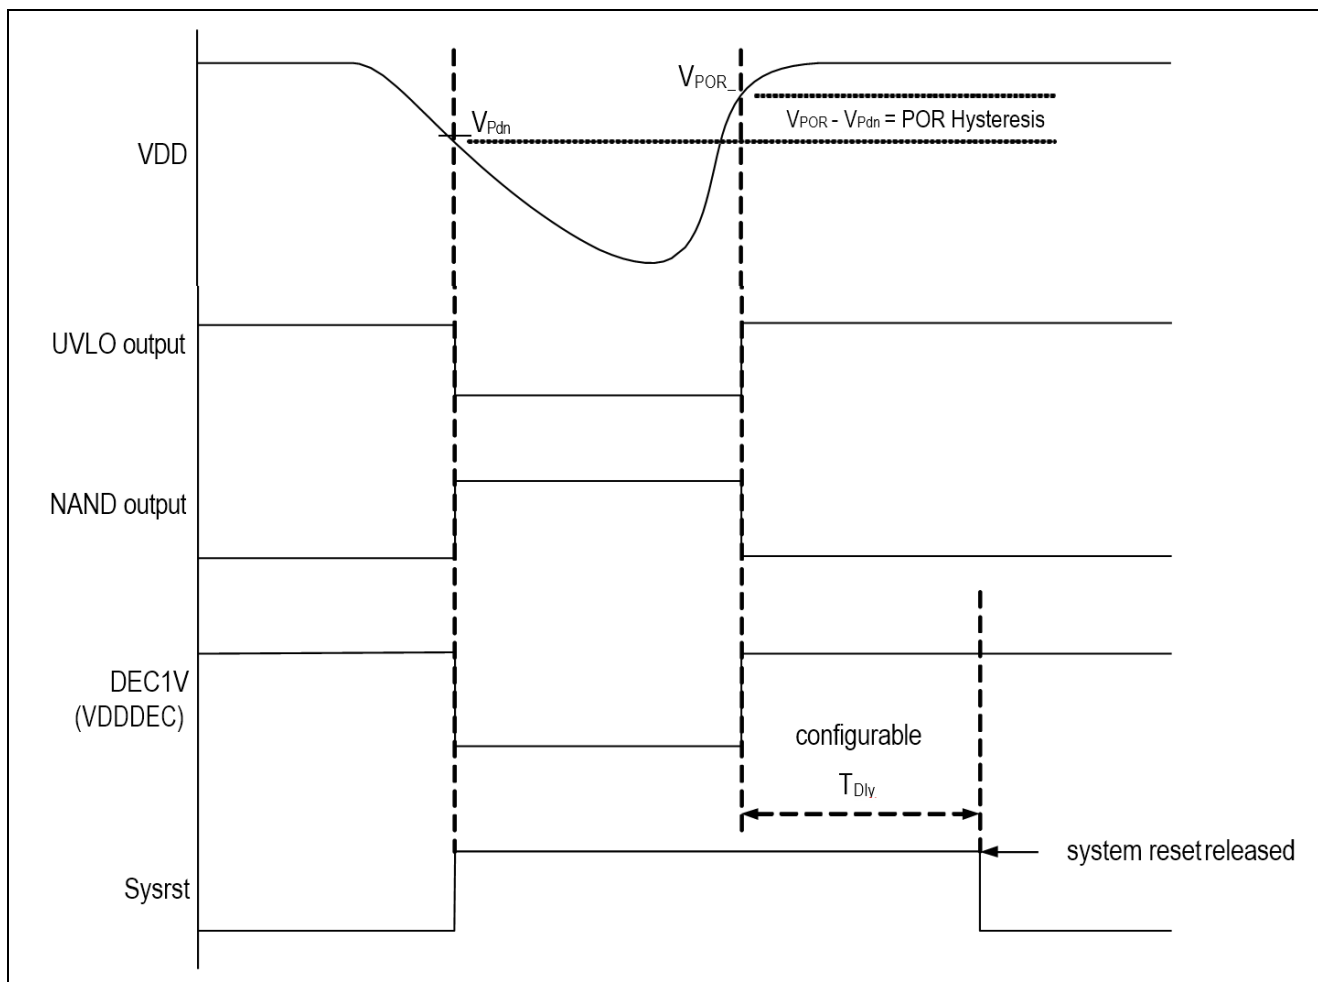 VPOR_
VPdn
VPOR - VPdn = POR Hysteresis
VDD
UVLO output
NAND output
DEC1V
(VDDDEC)
configurable
TDly
system reset released
Sysrst